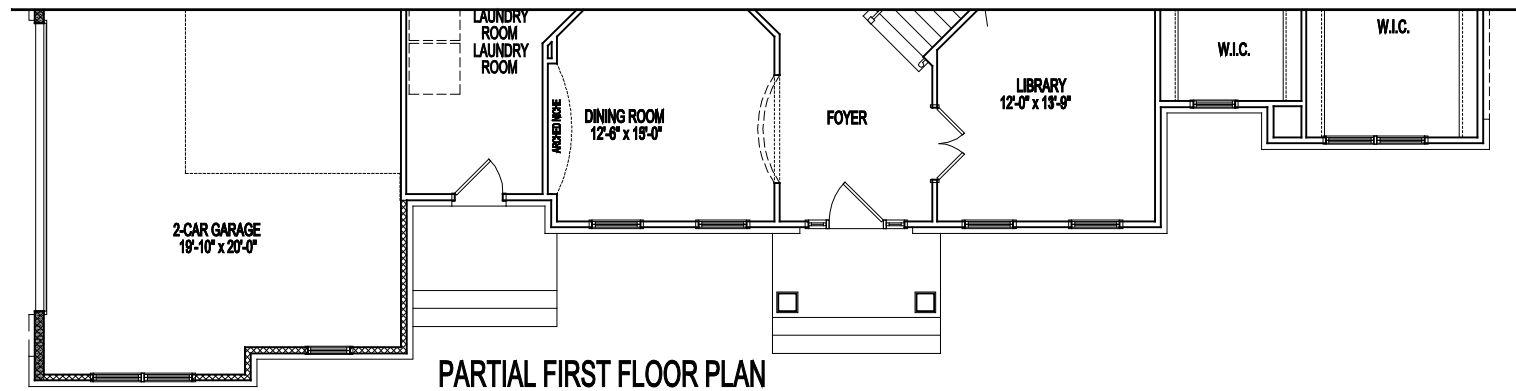 LAUNDRY
ROOM
LAUNDRY
ROOM
W.I.C.
W.I.C.
LIBRARY
12'-0" x 13'-9"
ARCHED NICHE
DINING ROOM
12'-6" x 15'-0"
FOYER
2-CAR GARAGE
19'-10" x 20'-0"
PARTIAL FIRST FLOOR PLAN